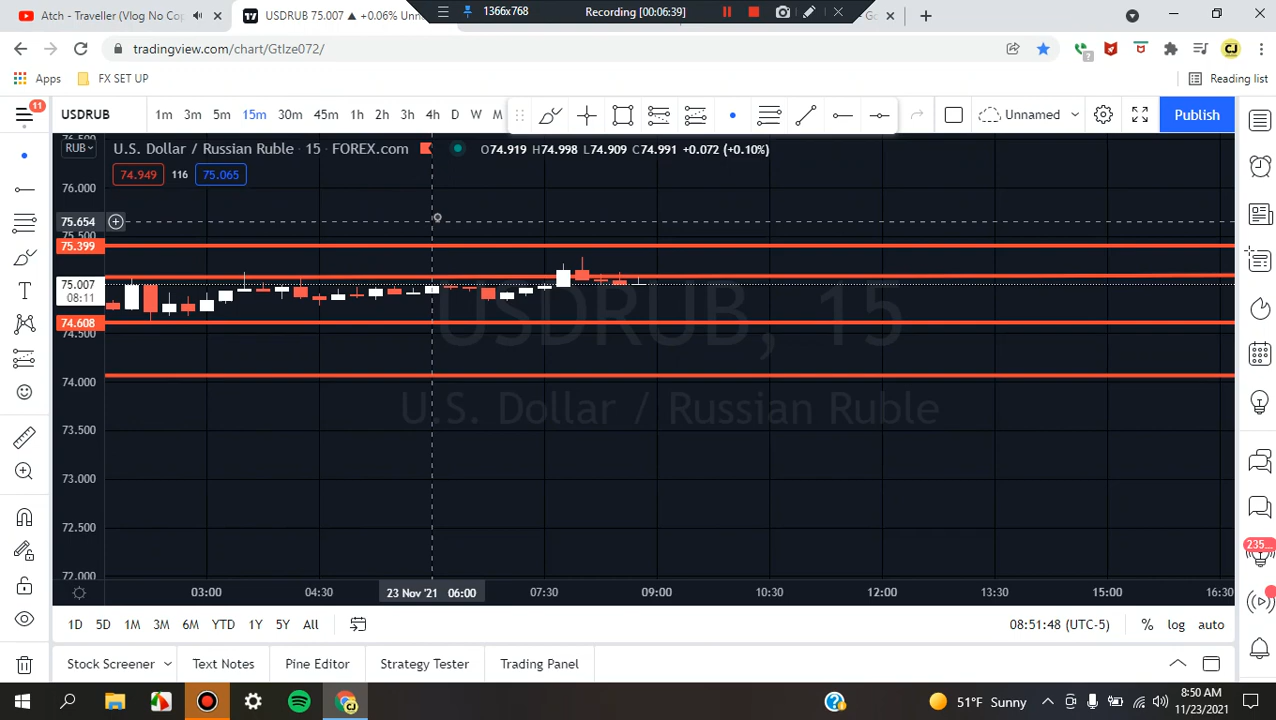 Atch - Traveller (Vlog No Cop
USDRUB 75.007 ▲ +0.06% Unn
1366x768
Recording [00:06:39]
tradingview.com/chart/GtIze072/
Apps
FX SET UP
Reading list
11
USDRUB
1m 3m 5m 15m 30m 45m 1h 2h 3h 4h D W M
Unnamed
Publish
RUB
U.S. Dollar / Russian Ruble · 15 · FOREX.com
O74.919 H74.998 L74.909 C74.991 +0.072 (+0.10%)
74.949 116 75.065
76.000
75.654
75.500
75.399
75.007
08:11
74.608
74.500
74.000
73.500
73.000
72.500
72.000
USDRUB, 15
U.S. Dollar / Russian Ruble
235...
03:00 04:30 23 Nov '21 06:00 07:30 09:00 10:30 12:00 13:30 15:00 16:30
1D 5D 1M 3M 6M YTD 1Y 5Y All
08:51:48 (UTC-5) % log auto
Stock Screener Text Notes Pine Editor Strategy Tester Trading Panel
51°F Sunny
8:50 AM
11/23/2021